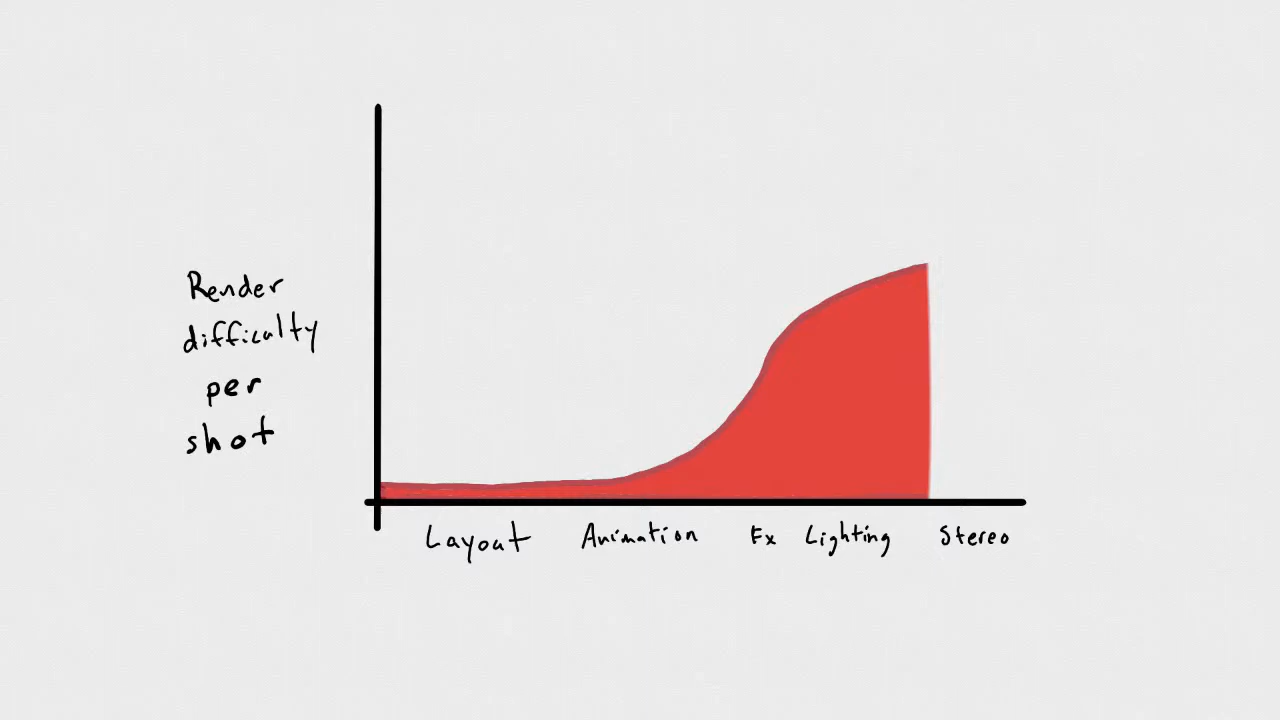 Render
difficulty
per
shot
Layout Animation Fx Lighting Stereo